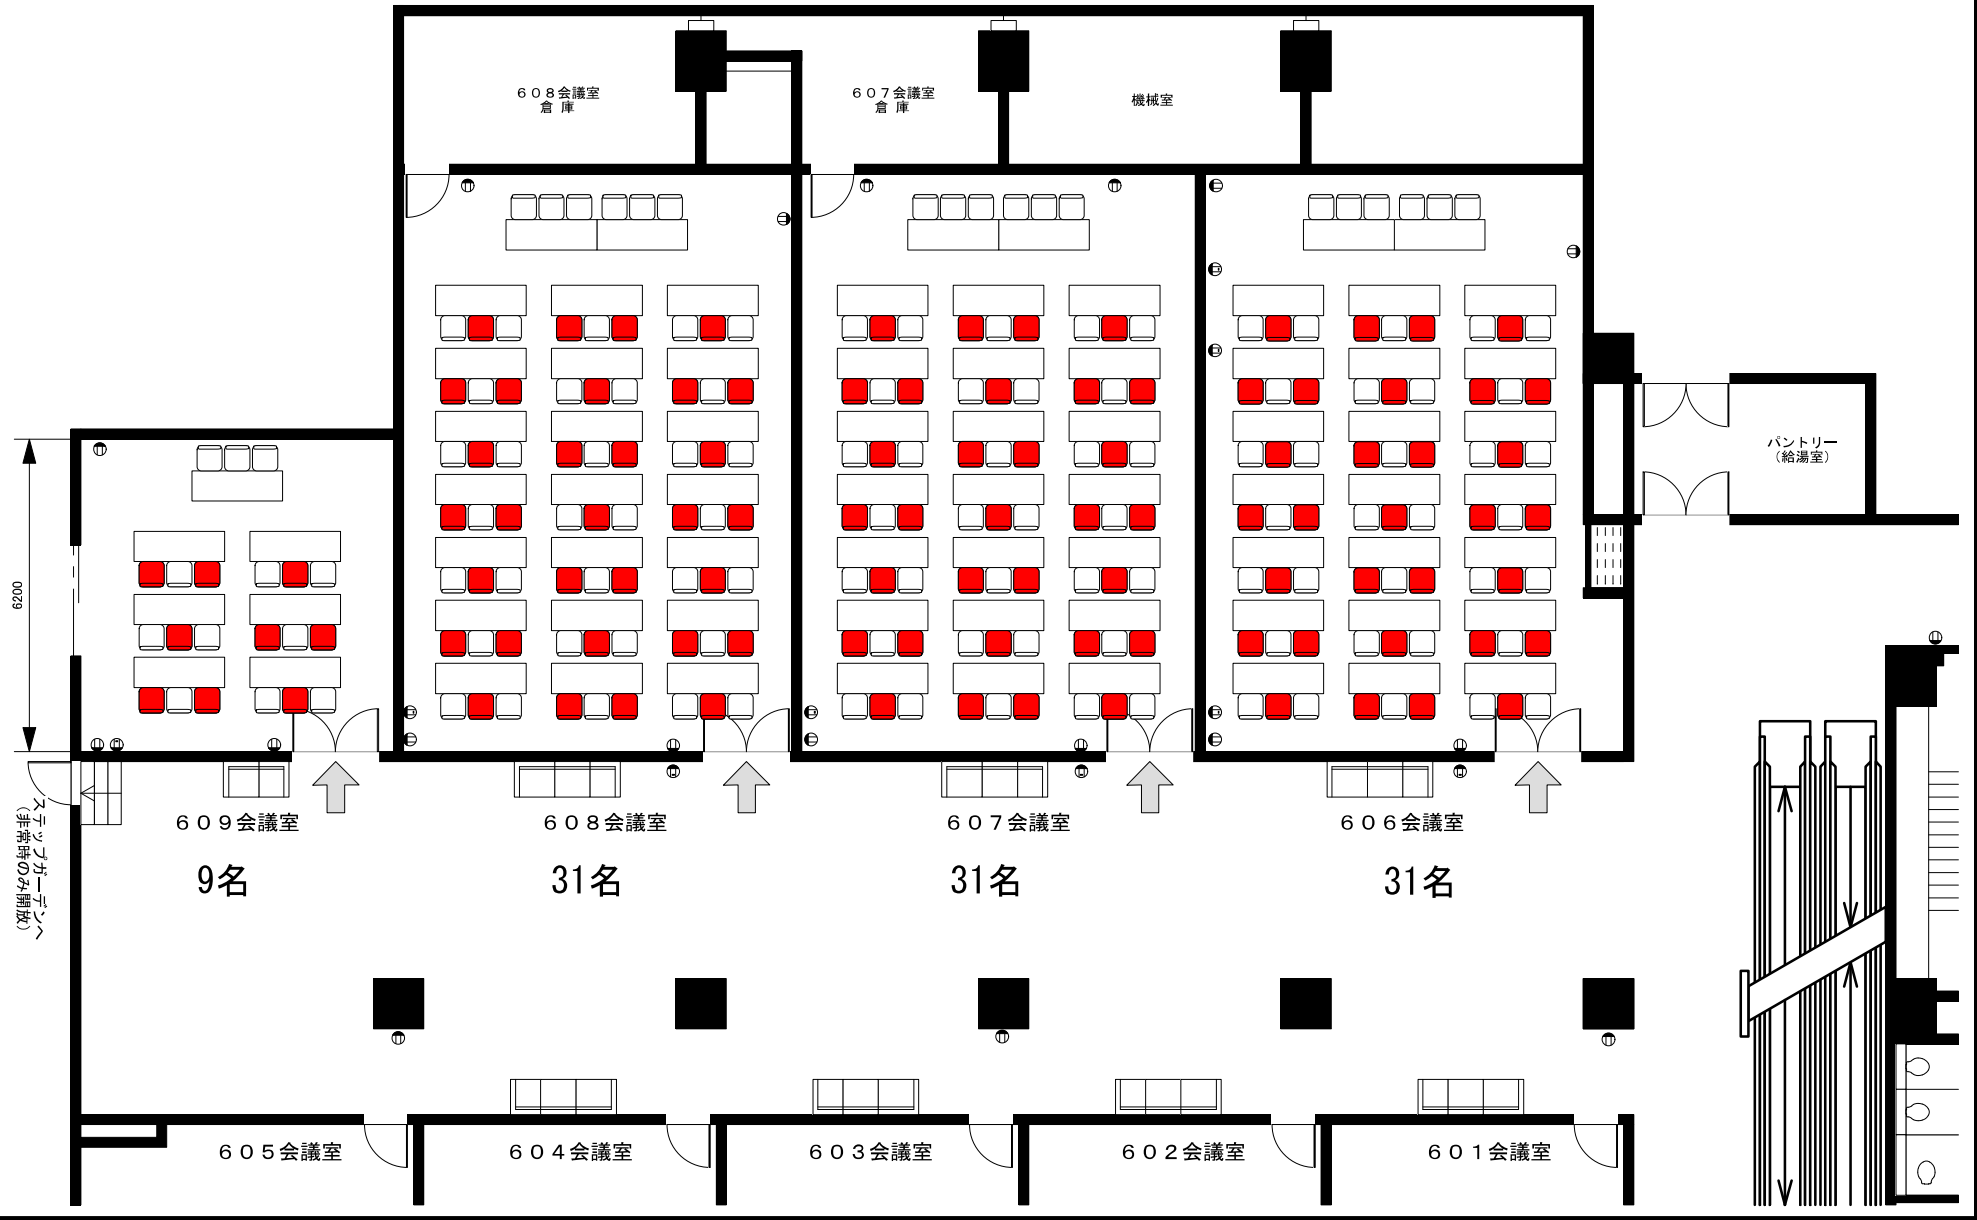 ６０８会議室
倉 庫
６０７会議室
倉 庫
機械室
パントリー
（給湯室）
6200
ステップガーデンへ
（非常時のみ開放）
６０９会議室
６０８会議室
６０７会議室
６０６会議室
9名
31名
31名
31名
６０５会議室
６０４会議室
６０３会議室
６０２会議室
６０１会議室